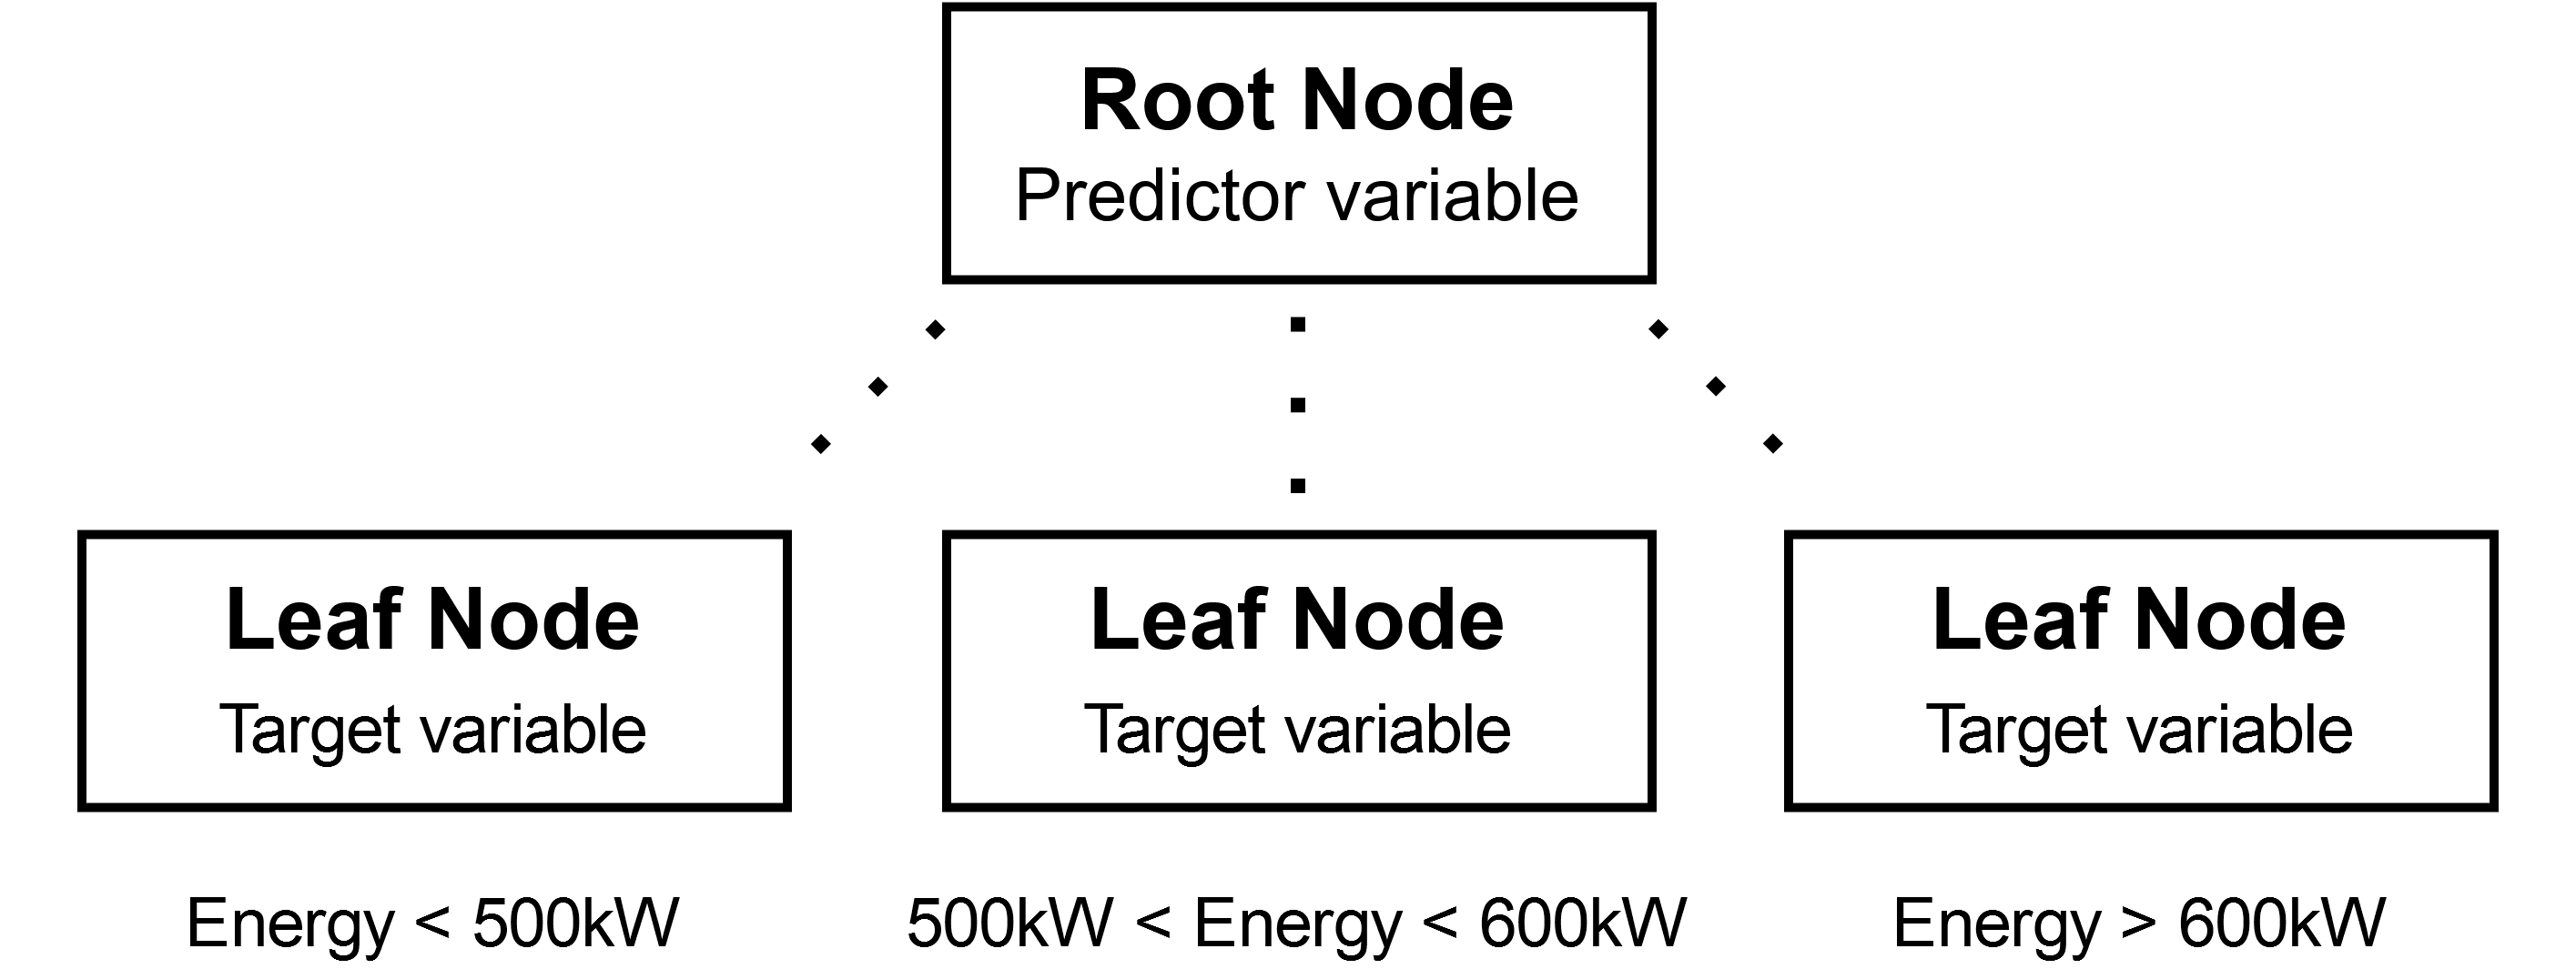 Root Node
Predictor variable
Leaf Node
Target variable
Leaf Node
Target variable
Leaf Node
Target variable
Energy < 500kW
500kW < Energy < 600kW
Energy > 600kW